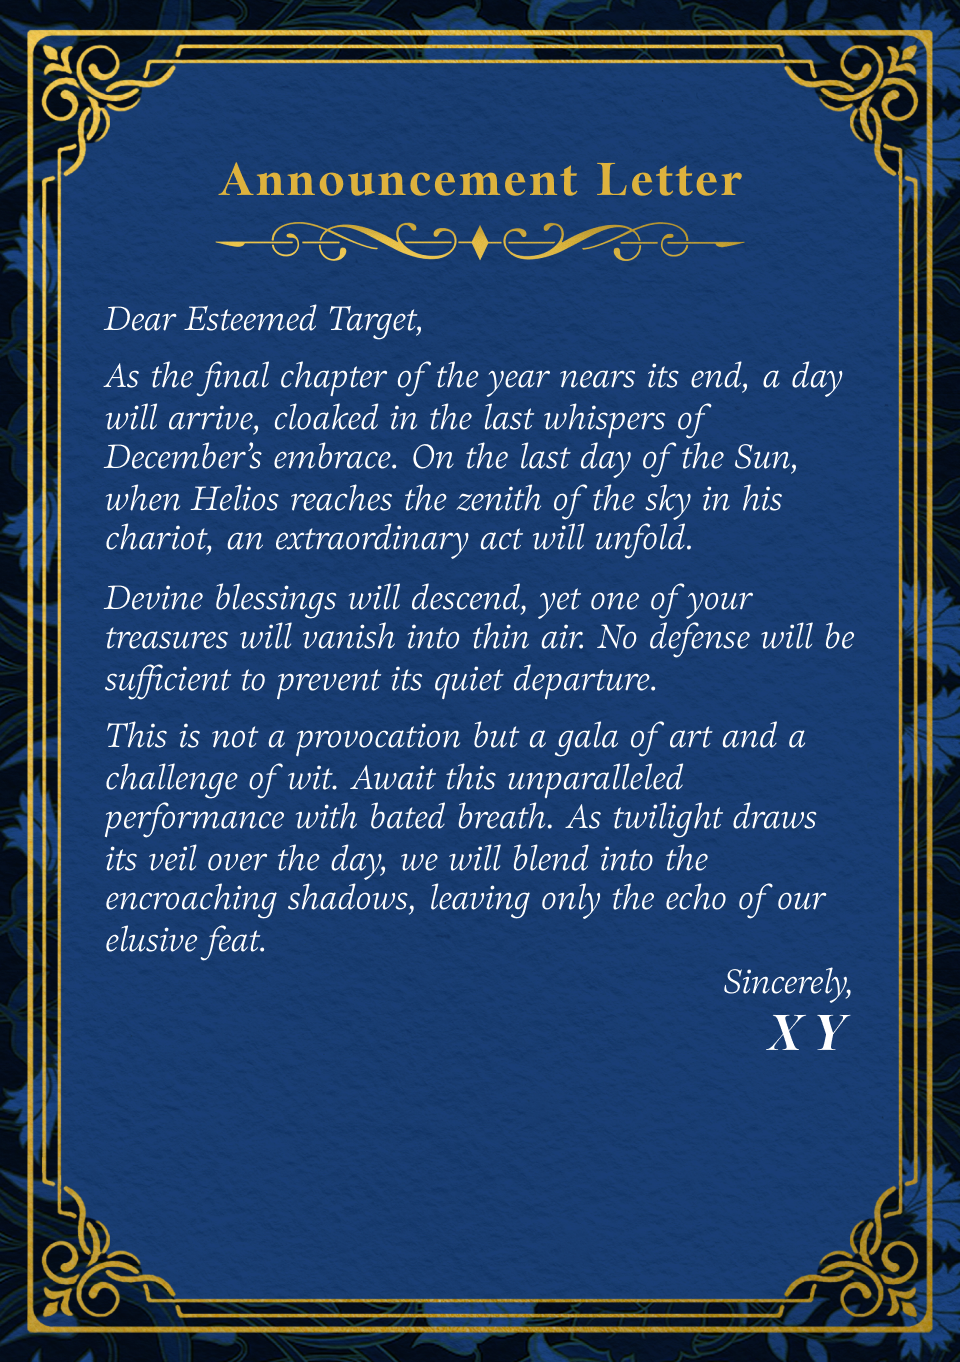 Announcement Letter
Dear Esteemed Target,
As the final chapter of the year nears its end, a day
will arrive, cloaked in the last whispers of
December’s embrace. On the last day of the Sun,
when Helios reaches the zenith of the sky in his
chariot, an extraordinary act will unfold.
Devine blessings will descend, yet one of your
treasures will vanish into thin air. No defense will be
sufficient to prevent its quiet departure.
This is not a provocation but a gala of art and a
challenge of wit. Await this unparalleled
performance with bated breath. As twilight draws
its veil over the day, we will blend into the
encroaching shadows, leaving only the echo of our
elusive feat.
Sincerely,
X Y